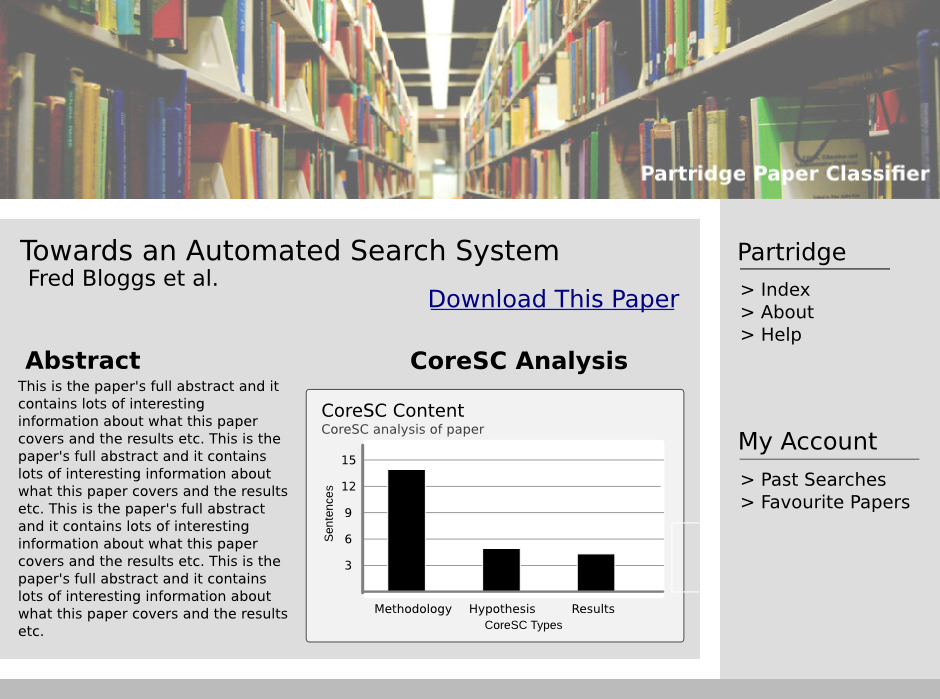 Partridge Paper Classifier
Towards an Automated Search System
Fred Bloggs et al.
Download This Paper
Abstract
This is the paper's full abstract and it
contains lots of interesting
information about what this paper
covers and the results etc. This is the
paper's full abstract and it contains
lots of interesting information about
what this paper covers and the results
etc. This is the paper's full abstract
and it contains lots of interesting
information about what this paper
covers and the results etc. This is the
paper's full abstract and it contains
lots of interesting information about
what this paper covers and the results
etc.
CoreSC Analysis
CoreSC Content
CoreSC analysis of paper
15
12
9
6
3
Sentences
Methodology Hypothesis Results
CoreSC Types
Partridge
> Index
> About
> Help
My Account
> Past Searches
> Favourite Papers